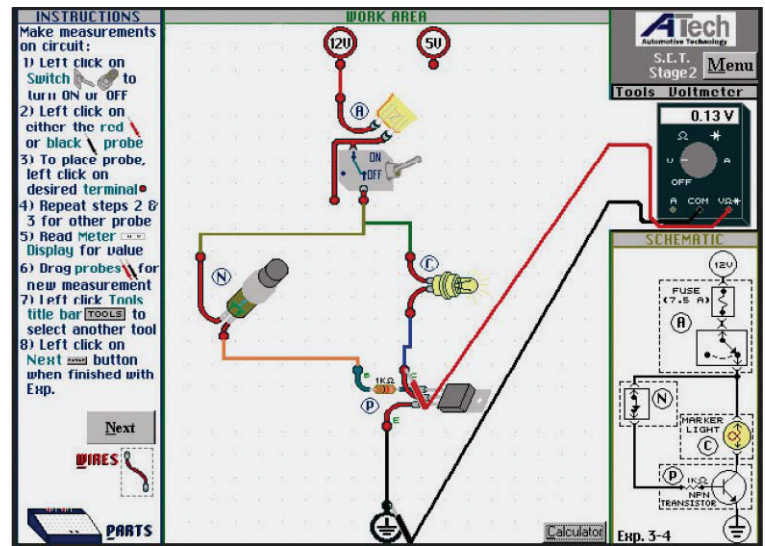 INSTRUCTIONS
Make measurements
on circuit:
1) Left click on
Switch to
turn ON or OFF
2) Left click on
either the red
or black probe
3) To place probe,
left click on
desired terminal
4) Repeat steps 2 &
3 for other probe
5) Read Meter
Display for value
6) Drag probes for
new measurement
7) Left click Tools
title bar TOOLS to
select another tool
8) Left click on
Next button
when finished with
Exp.
Next
WIRES
PARTS
WORK AREA
12V
5V
A
ON
OFF
N
C
B
1KΩ
C
P
E
Calculator
ATech
Automotive Technology
S.C.T.
Stage2
Menu
Tools Voltmeter
0.13 V
Ω
V
A
OFF
A COM VΩ
SCHEMATIC
12V
FUSE
(7.5 A)
A
N
MARKER
LIGHT
C
P
1KΩ
NPN
TRANSISTOR
Exp. 3-4